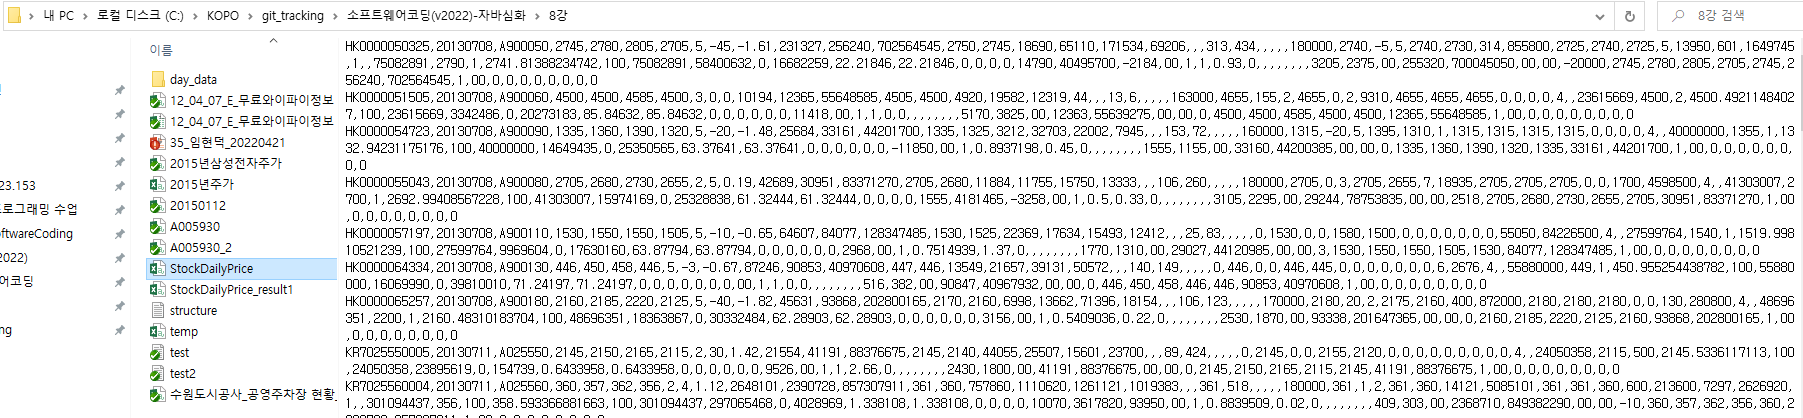 내 PC > 로컬 디스크 (C:) > KOPO > git_tracking > 소프트웨어코딩(v2022)-자바심화 > 8강
8강 검색
이름
day_data
12_04_07_E_무료와이파이정보
12_04_07_E_무료와이파이정보
35_임현덕_20220421
2015년삼성전자주가
2015년주가
20150112
A005930
A005930_2
StockDailyPrice
StockDailyPrice_result1
structure
temp
test
test2
수원도시공사_공영주차장 현황_
23.153
로그래밍 수업
oftwareCoding
2022)
어코딩
ng
HK0000050325,20130708,A900050,2745,2780,2805,2705,5,-45,-1.61,231327,256240,702564545,2750,2745,18690,65110,171534,69206,,,313,434,,,,,180000,2740,-5,5,2740,2730,314,855800,2725,2740,2725,5,13950,601,1649745
,1,,75082891,2790,1,2741.81388234742,100,75082891,58400632,0,16682259,22.21846,22.21846,0,0,0,0,14790,40495700,-2184,00,1,1,0.93,0,,,,,,,,3205,2375,00,255320,700045050,00,00,-20000,2745,2780,2805,2705,2745,2
56240,702564545,1,00,0,0,0,0,0,0,0,0
HK0000051505,20130708,A900060,4500,4500,4585,4500,3,0,0,10194,12365,55648585,4505,4500,4920,19582,12319,44,,,13,6,,,,,163000,4655,155,2,4655,0,2,9310,4655,4655,4655,0,0,0,0,4,,23615669,4500,2,4500.4921148402
7,100,23615669,3342486,0,20273183,85.84632,85.84632,0,0,0,0,0,0,11418,00,1,1,0,0,,,,,,,,5170,3825,00,12363,55639275,00,00,0,4500,4500,4585,4500,4500,12365,55648585,1,00,0,0,0,0,0,0,0,0
HK0000054723,20130708,A900090,1335,1360,1390,1320,5,-20,-1.48,25684,33161,44201700,1335,1325,3212,32703,22022,7945,,,153,72,,,,,160000,1315,-20,5,1395,1310,1,1315,1315,1315,1315,0,0,0,0,4,,40000000,1355,1,13
32.94231175176,100,40000000,14649435,0,25350565,63.37641,63.37641,0,0,0,0,0,0,-11850,00,1,0.8937198,0.45,0,,,,,,,,1555,1155,00,33160,44200385,00,00,0,1335,1360,1390,1320,1335,33161,44201700,1,00,0,0,0,0,0,0,
0,0
HK0000055043,20130708,A900080,2705,2680,2730,2655,2,5,0.19,42689,30951,83371270,2705,2680,11884,11755,15750,13333,,,106,260,,,,,180000,2705,0,3,2705,2655,7,18935,2705,2705,2705,0,0,1700,4598500,4,,41303007,2
700,1,2692.99408567228,100,41303007,15974169,0,25328838,61.32444,61.32444,0,0,0,0,1555,4181465,-3258,00,1,0.5,0.33,0,,,,,,,,3105,2295,00,29244,78753835,00,00,0,2518,2705,2680,2730,2655,2705,30951,83371270,1,00
,0,0,0,0,0,0,0,0
HK0000057197,20130708,A900110,1530,1550,1550,1500,5,-10,-0.65,64607,84077,128347485,1530,1525,22369,17634,15493,12412,,,25,83,,,,,0,1530,0,0,1580,1500,0,0,0,0,0,0,0,55050,84226500,4,,27599764,1540,1,1519.998
10521239,100,27599764,9969604,0,17630160,63.87794,63.87794,0,0,0,0,0,0,2968,00,1,0.7514939,1.37,0,,,,,,,,1770,1310,00,29027,44120985,00,00,3,1530,1550,1550,1505,1530,84077,128347485,1,00,0,0,0,0,0,0,0,0
HK0000064334,20130708,A900130,446,450,458,446,5,-3,-0.67,87246,90853,40970608,447,446,13549,21657,39131,50572,,,140,149,,,,,0,446,0,0,446,445,0,0,0,0,0,0,0,6,2676,4,,55880000,449,1,450.955254438782,100,55880
000,16069990,0,39810010,71.24197,71.24197,0,0,0,0,0,0,0,00,1,1,0,0,,,,,,,,516,382,00,90847,40967932,00,00,0,446,450,458,446,446,90853,40970608,1,00,0,0,0,0,0,0,0,0
HK0000065257,20130708,A900180,2160,2185,2220,2125,5,-40,-1.82,45631,93868,202800165,2170,2160,6998,13662,71396,18154,,,106,123,,,,,170000,2180,20,2,2175,2160,400,872000,2180,2180,2180,0,0,130,280800,4,,48696
351,2200,1,2160.48310183704,100,48696351,18363867,0,30332484,62.28903,62.28903,0,0,0,0,0,0,3156,00,1,0.5409036,0.22,0,,,,,,,,2530,1870,00,93338,201647365,00,00,0,2160,2185,2220,2125,2160,93868,202800165,1,00
,0,0,0,0,0,0,0,0
KR7025550005,20130711,A025550,2145,2150,2165,2115,2,30,1.42,21554,41191,88376675,2145,2140,44055,25507,15601,23700,,,89,424,,,,,0,2145,0,0,2155,2120,0,0,0,0,0,0,0,0,0,4,,24050358,2115,500,2145.5336117113,100
,24050358,23895619,0,154739,0.6433958,0.6433958,0,0,0,0,0,0,9526,00,1,1,2.66,0,,,,,,,,2430,1800,00,41191,88376675,00,00,0,2145,2150,2165,2115,2145,41191,88376675,1,00,0,0,0,0,0,0,0,0
KR7025560004,20130711,A025560,360,357,362,356,2,4,1.12,2648101,2390728,857307911,361,360,757860,1110620,1261121,1019383,,,361,518,,,,,180000,361,1,2,361,360,14121,5085101,361,361,360,600,213600,7297,2626920,
1,,301094437,356,100,358.593366881663,100,301094437,297065468,0,4028969,1.338108,1.338108,0,0,0,0,10070,3617820,93950,00,1,0.8839509,0.02,0,,,,,,,,409,303,00,2368710,849382290,00,00,-10,360,357,362,356,360,2